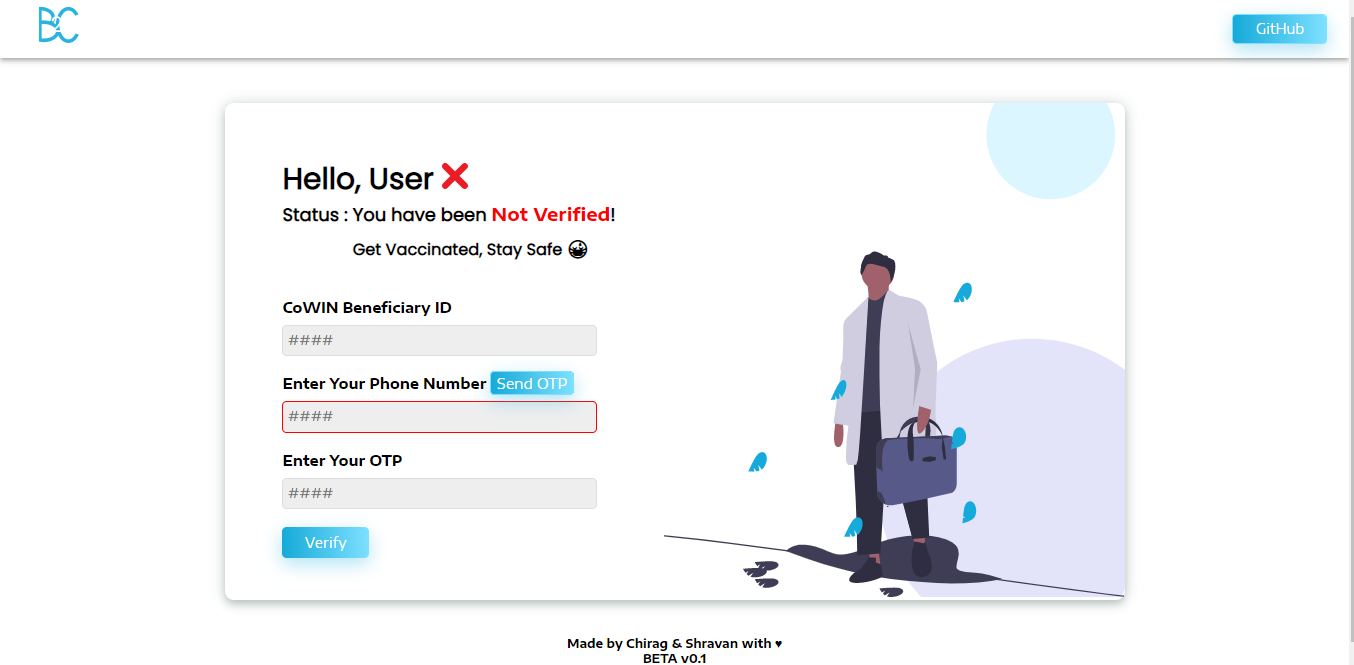 B2C
GitHub
Hello, User ❌
Status : You have been Not Verified!
Get Vaccinated, Stay Safe 😷
CoWIN Beneficiary ID
####
Enter Your Phone Number Send OTP
####
Enter Your OTP
####
Verify
Made by Chirag & Shravan with ♥
BETA v0.1